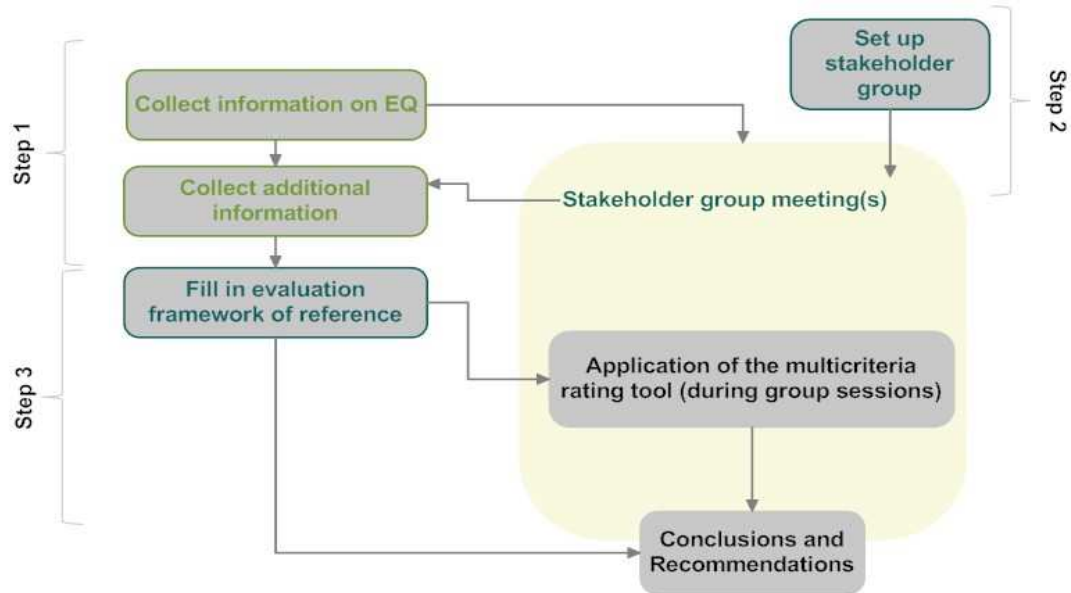 Set up
stakeholder
group
Step 2
Step 1
Collect information on EQ
Collect additional
information
Stakeholder group meeting(s)
Fill in evaluation
framework of reference
Step 3
Application of the multicriteria
rating tool (during group sessions)
Conclusions and
Recommendations